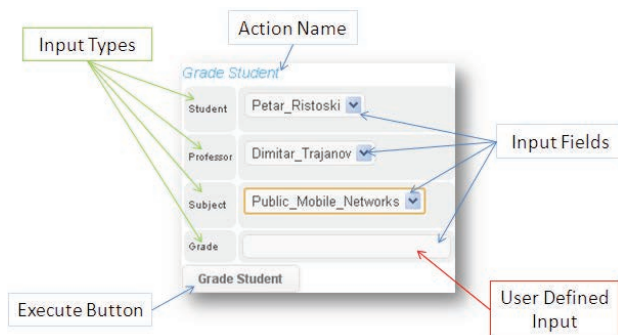 Action Name
Input Types
Grade Student
Student
Petar_Ristoski
Professor
Dimitar_Trajanov
Input Fields
Subject
Public_Mobile_Networks
Grade
Grade Student
Execute Button
User Defined
Input